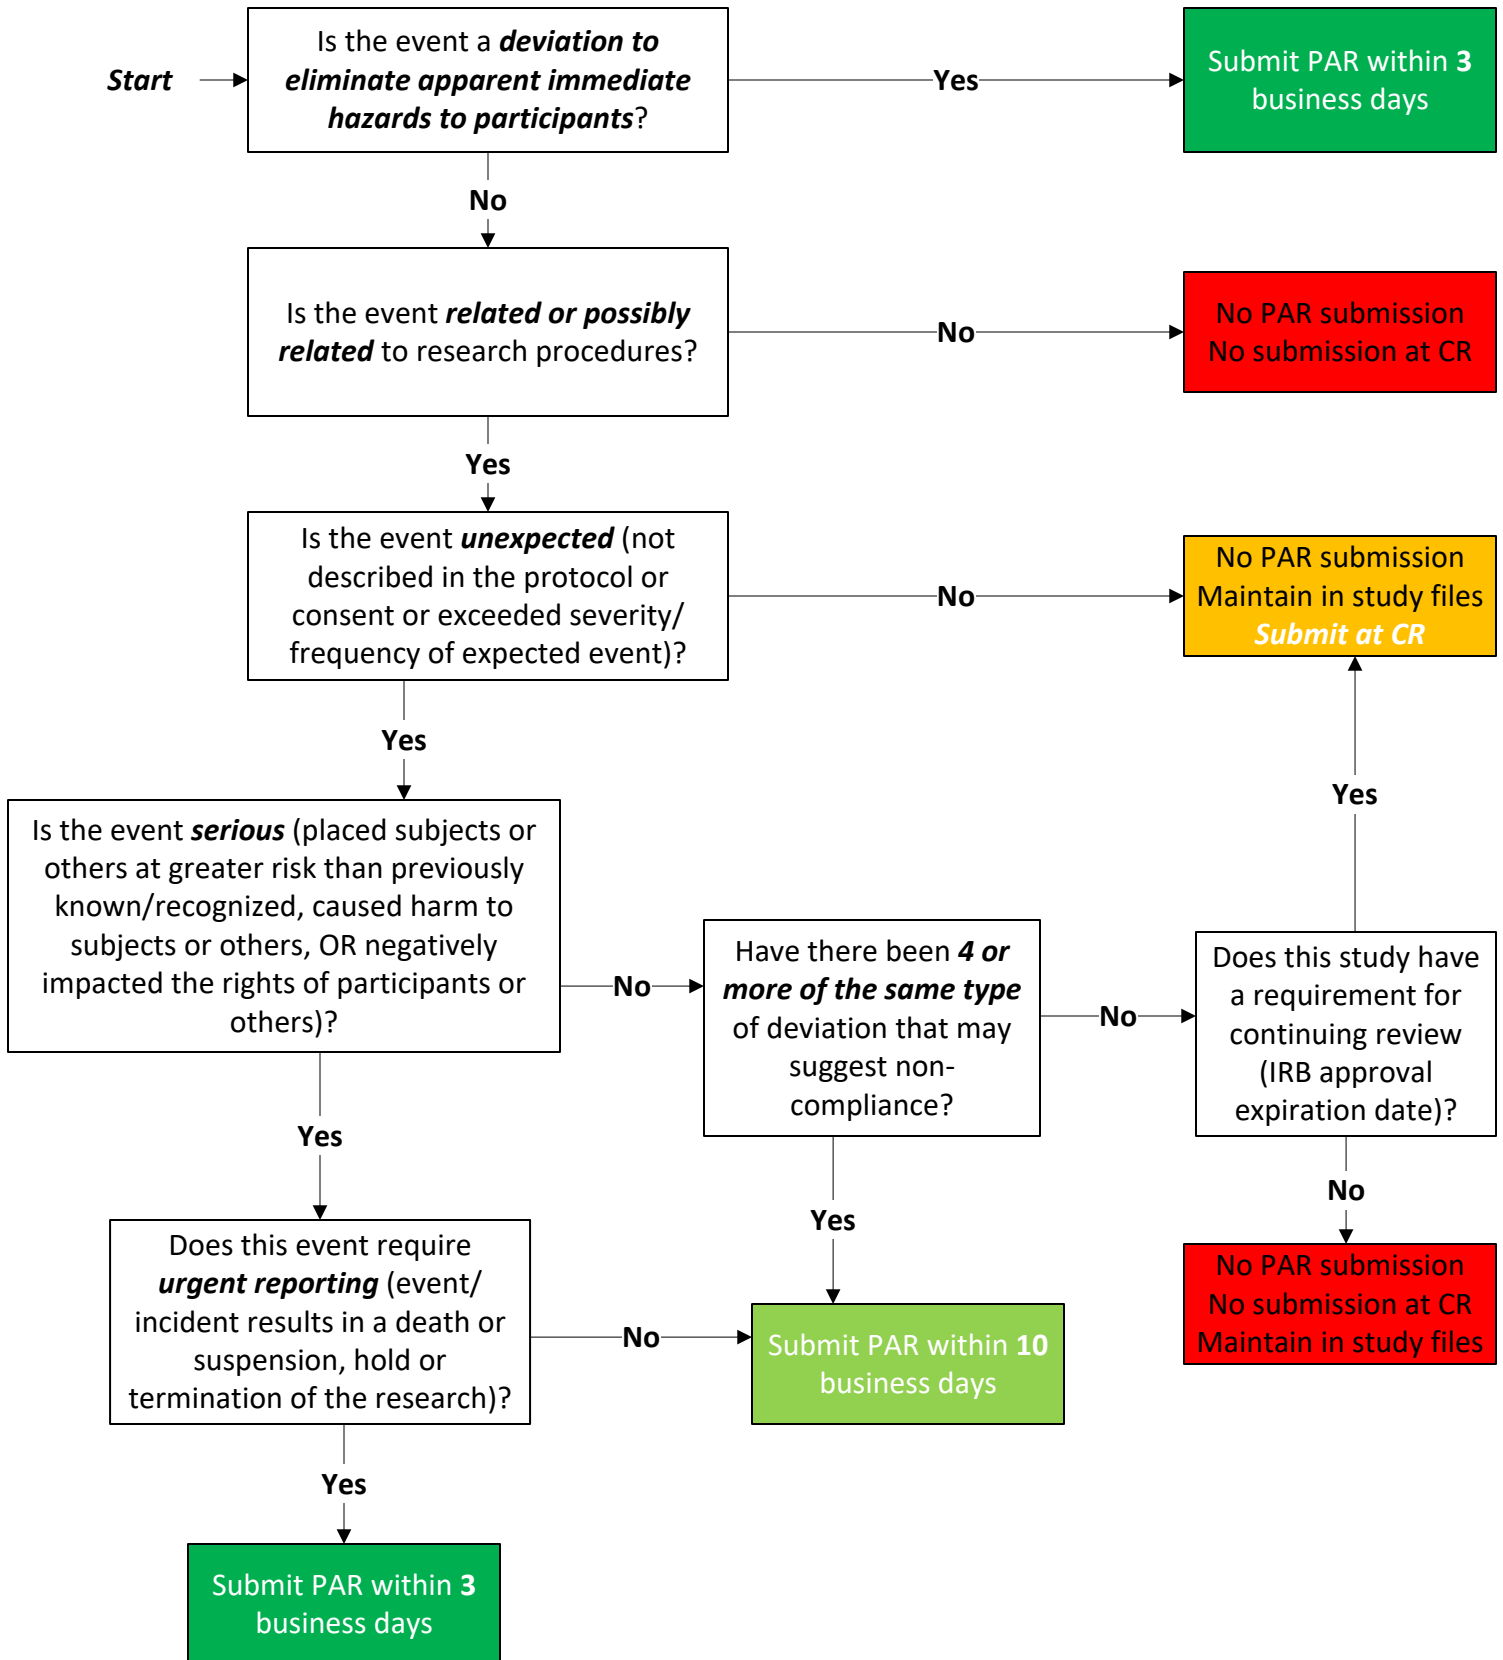 Start
Is the event a deviation to
eliminate apparent immediate
hazards to participants?
Yes
Submit PAR within 3
business days
No
Is the event related or possibly
related to research procedures?
No
No PAR submission
No submission at CR
Yes
Is the event unexpected (not
described in the protocol or
consent or exceeded severity/
frequency of expected event)?
No
No PAR submission
Maintain in study files
Submit at CR
Yes
Is the event serious (placed subjects or
others at greater risk than previously
known/recognized, caused harm to
subjects or others, OR negatively
impacted the rights of participants or
others)?
No
Have there been 4 or
more of the same type
of deviation that may
suggest non-
compliance?
No
Does this study have
a requirement for
continuing review
(IRB approval
expiration date)?
Yes
No
No PAR submission
No submission at CR
Maintain in study files
Yes
Yes
Does this event require
urgent reporting (event/
incident results in a death or
suspension, hold or
termination of the research)?
No
Submit PAR within 10
business days
Yes
Submit PAR within 3
business days